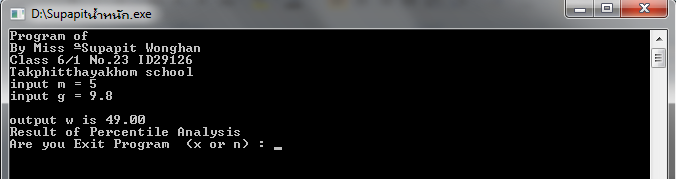 D:\Supapitน้ำหนัก.exe
Program of
By Miss ªSupapit Wonghan
Class 6/1 No.23 ID29126
Takphitthayakhom school
input m = 5
input g = 9.8
output w is 49.00
Result of Percentile Analysis
Are you Exit Program  (x or n) : _